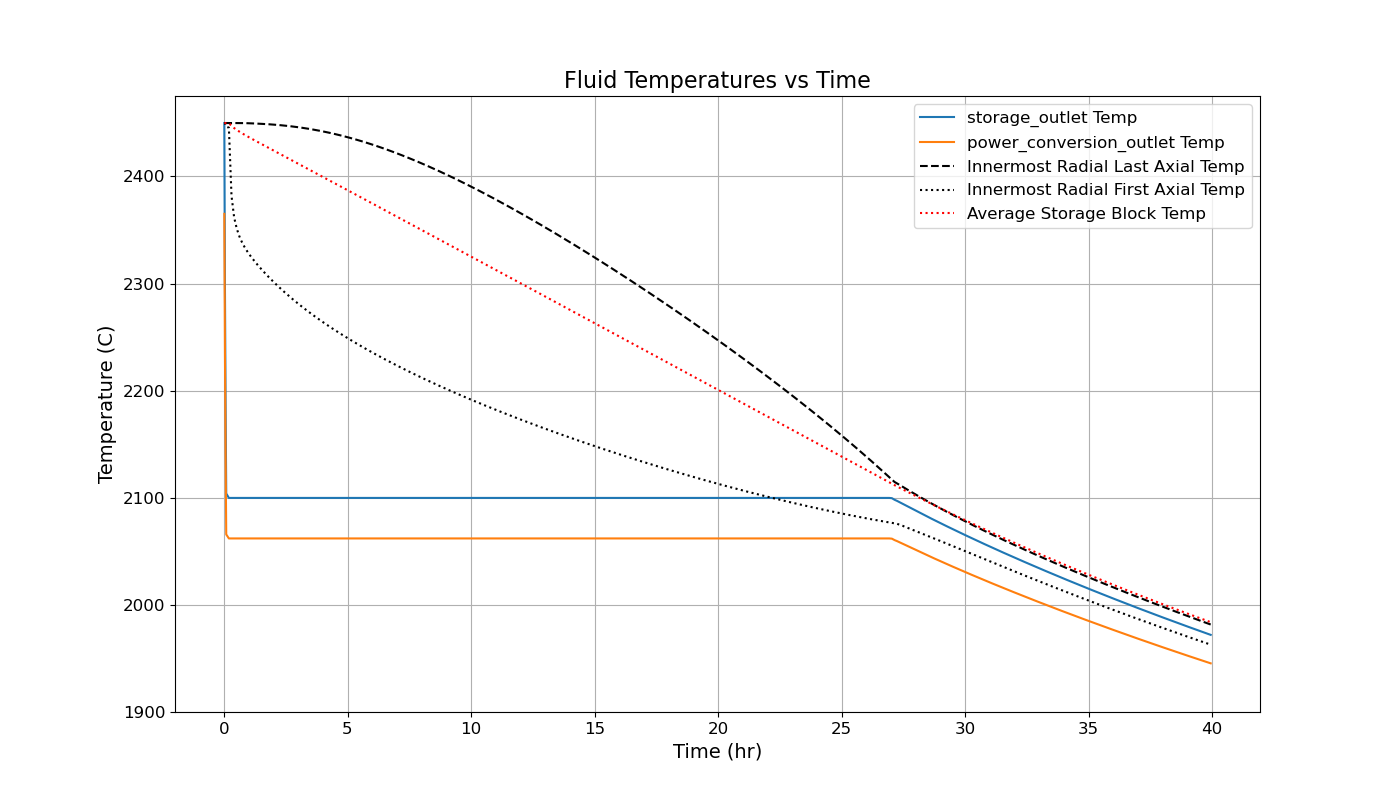 Fluid Temperatures vs Time
storage_outlet Temp
power_conversion_outlet Temp
Innermost Radial Last Axial Temp
Innermost Radial First Axial Temp
Average Storage Block Temp
Temperature (C)
2400
2300
2200
2100
2000
1900
0 5 10 15 20 25 30 35 40
Time (hr)